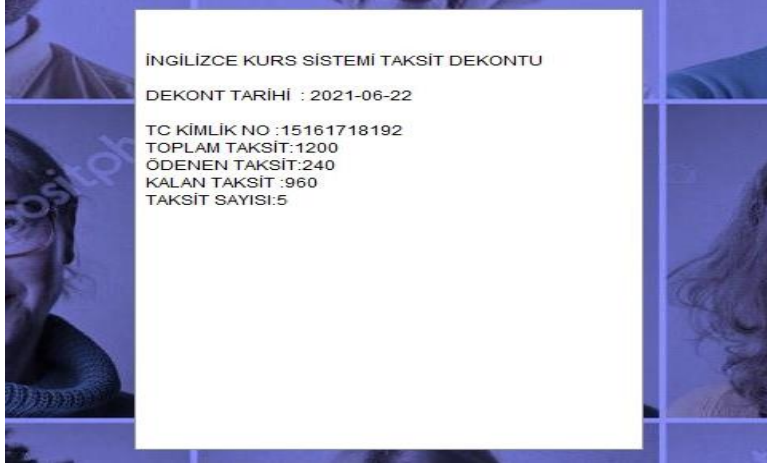 İNGİLİZCE KURS SİSTEMİ TAKSİT DEKONTU
DEKONT TARİHİ : 2021-06-22
TC KİMLİK NO :15161718192
TOPLAM TAKSİT:1200
ÖDENEN TAKSİT:240
KALAN TAKSİT :960
TAKSİT SAYISI:5